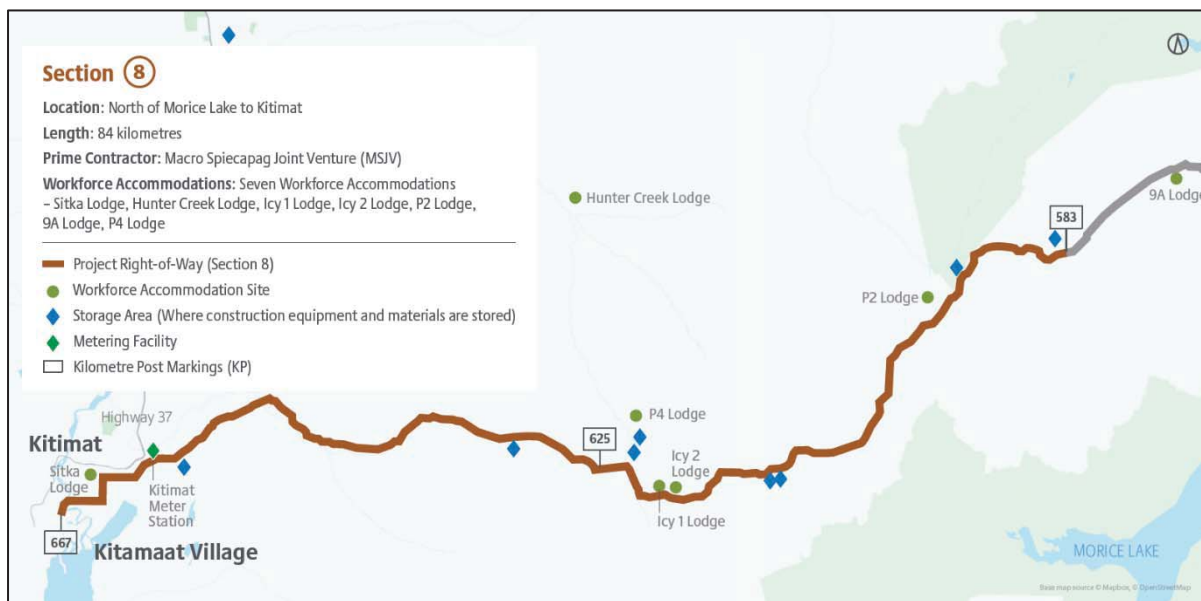 Section 8
Location: North of Morice Lake to Kitimat
Length: 84 kilometres
Prime Contractor: Macro Spiecapag Joint Venture (MSJV)
Workforce Accommodations: Seven Workforce Accommodations
– Sitka Lodge, Hunter Creek Lodge, Icy 1 Lodge, Icy 2 Lodge, P2 Lodge,
9A Lodge, P4 Lodge
Project Right-of-Way (Section 8)
Workforce Accommodation Site
Storage Area (Where construction equipment and materials are stored)
Metering Facility
Kilometre Post Markings (KP)
Hunter Creek Lodge
9A Lodge
583
P2 Lodge
Highway 37
P4 Lodge
Kitimat
625
Sitka
Lodge
Icy 2
Lodge
Kitimat
Meter
Station
Icy 1 Lodge
667
Kitamaat Village
MORICE LAKE
Base map source © Mapbox, © OpenStreetMap